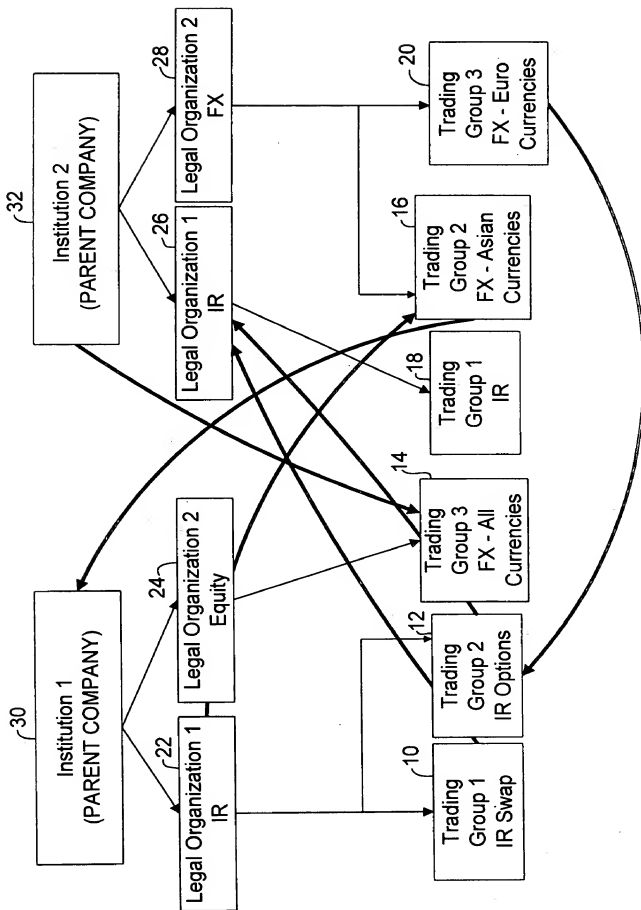 30
Institution 1
(PARENT COMPANY)
32
Institution 2
(PARENT COMPANY)
22
Legal Organization 1
IR
24
Legal Organization 2
Equity
26
Legal Organization 1
IR
28
Legal Organization 2
FX
10
Trading
Group 1
IR Swap
12
Trading
Group 2
IR Options
14
Trading
Group 3
FX - All
Currencies
18
Trading
Group 1
IR
16
Trading
Group 2
FX - Asian
Currencies
20
Trading
Group 3
FX - Euro
Currencies